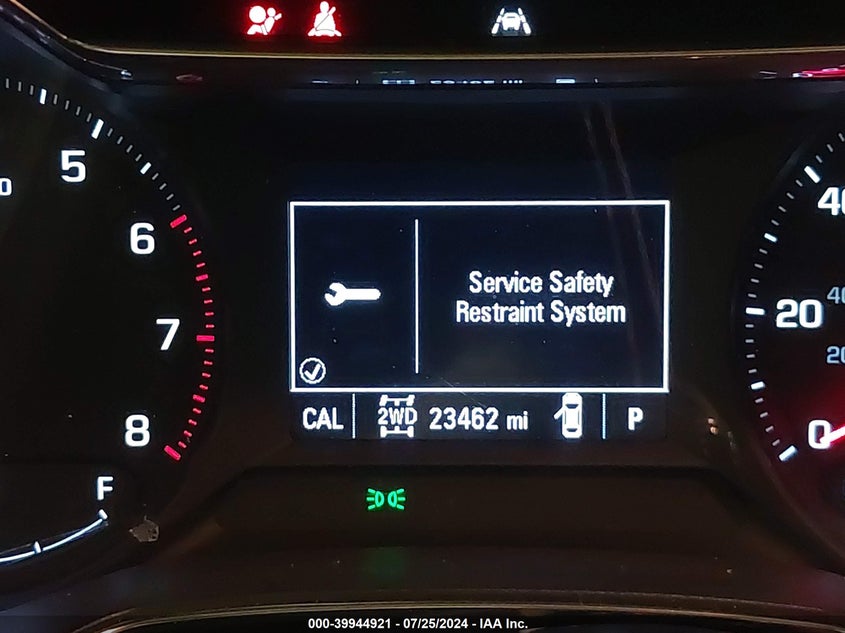 5
6
7
8
F
Service Safety
Restraint System
CAL
2WD
23462 mi
P
20
0
20
000-39944921 - 07/25/2024 - IAA Inc.